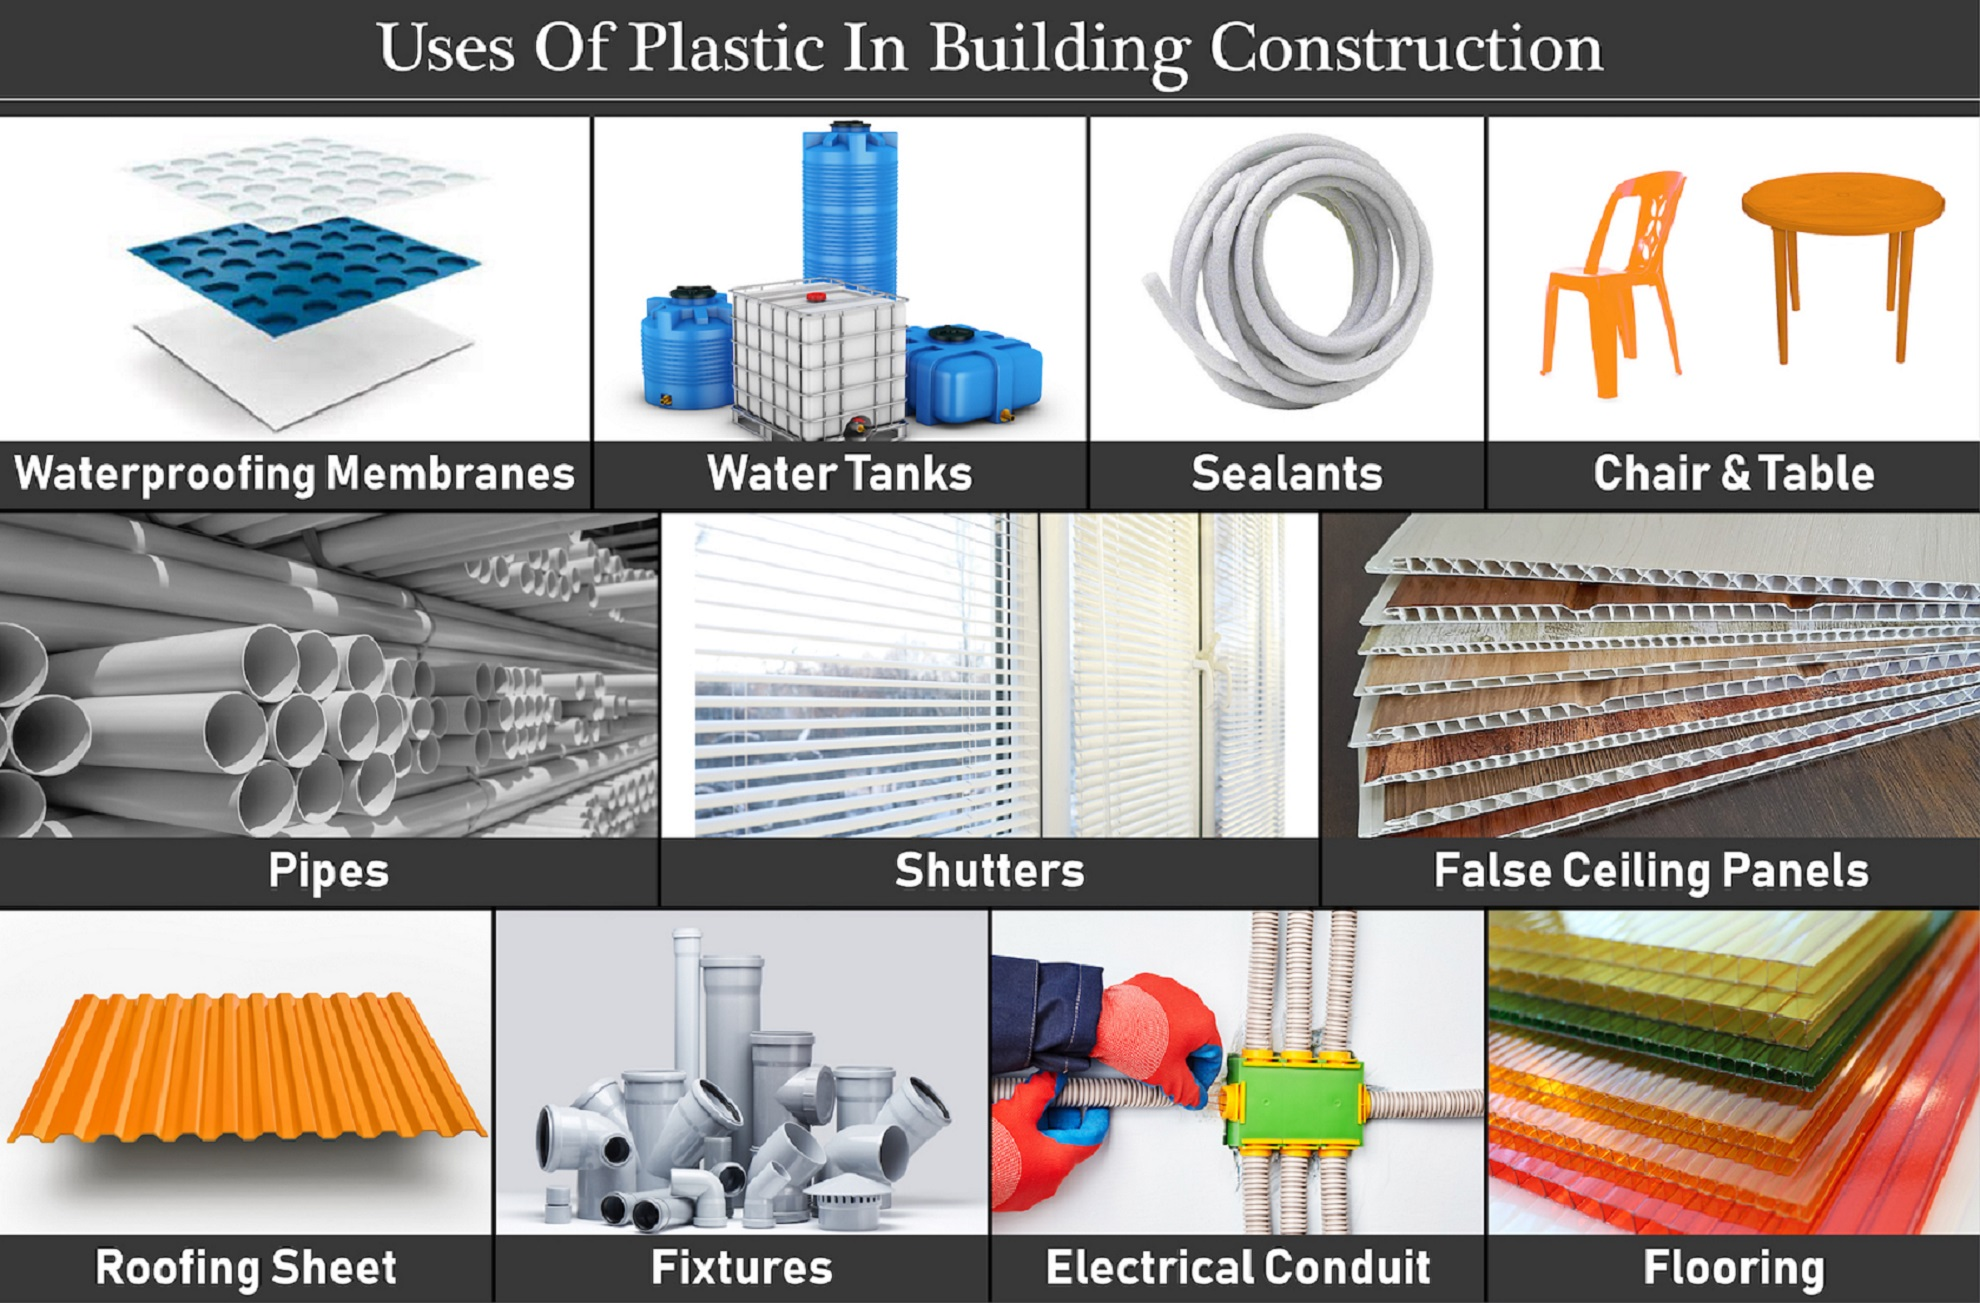 Uses Of Plastic In Building Construction
Waterproofing Membranes
Water Tanks
Sealants
Chair & Table
Pipes
Shutters
False Ceiling Panels
Roofing Sheet
Fixtures
Electrical Conduit
Flooring